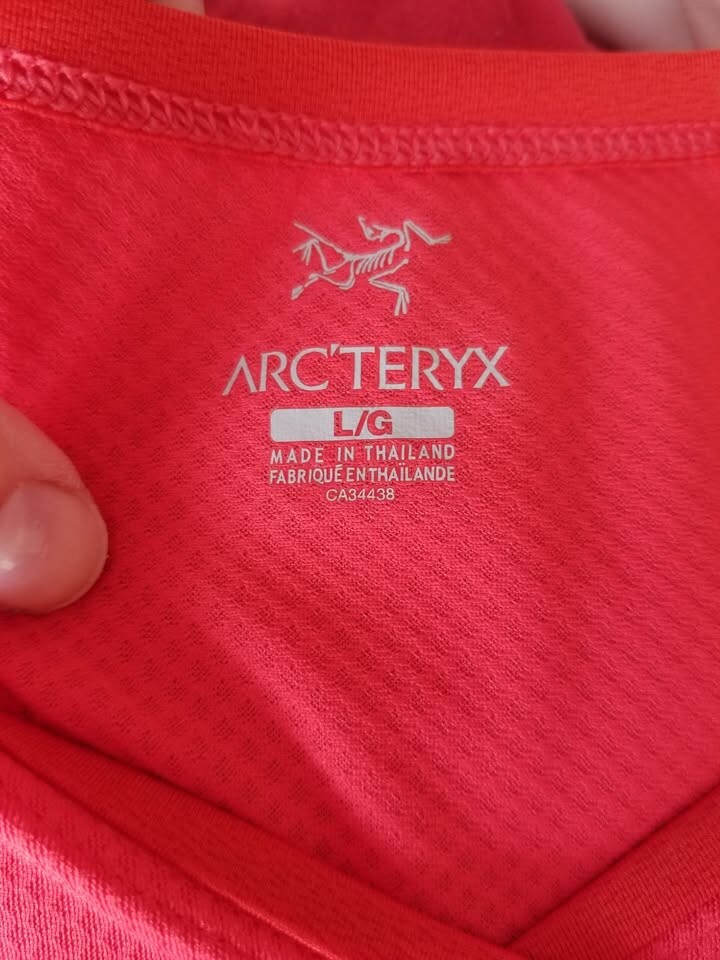 ARC'TERYX
L/G
MADE IN THAILAND
FABRIQUÉ EN THAÏLANDE
CA34438